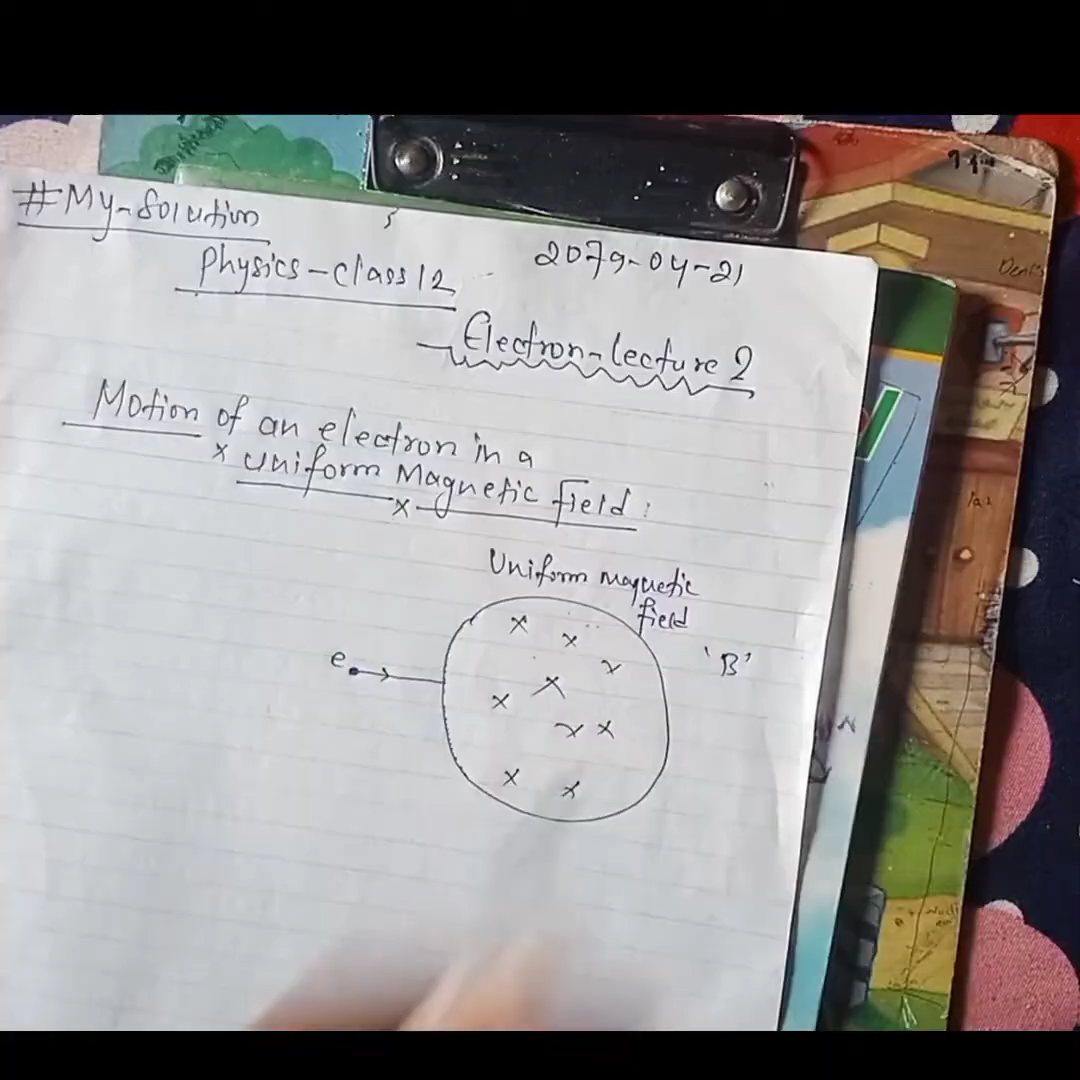 #My-Solution
Physics-class 12
2079-04-21
Electron-lecture 2
Motion of an electron in a
uniform Magnetic field:
Uniform magnetic
field
'B'
e